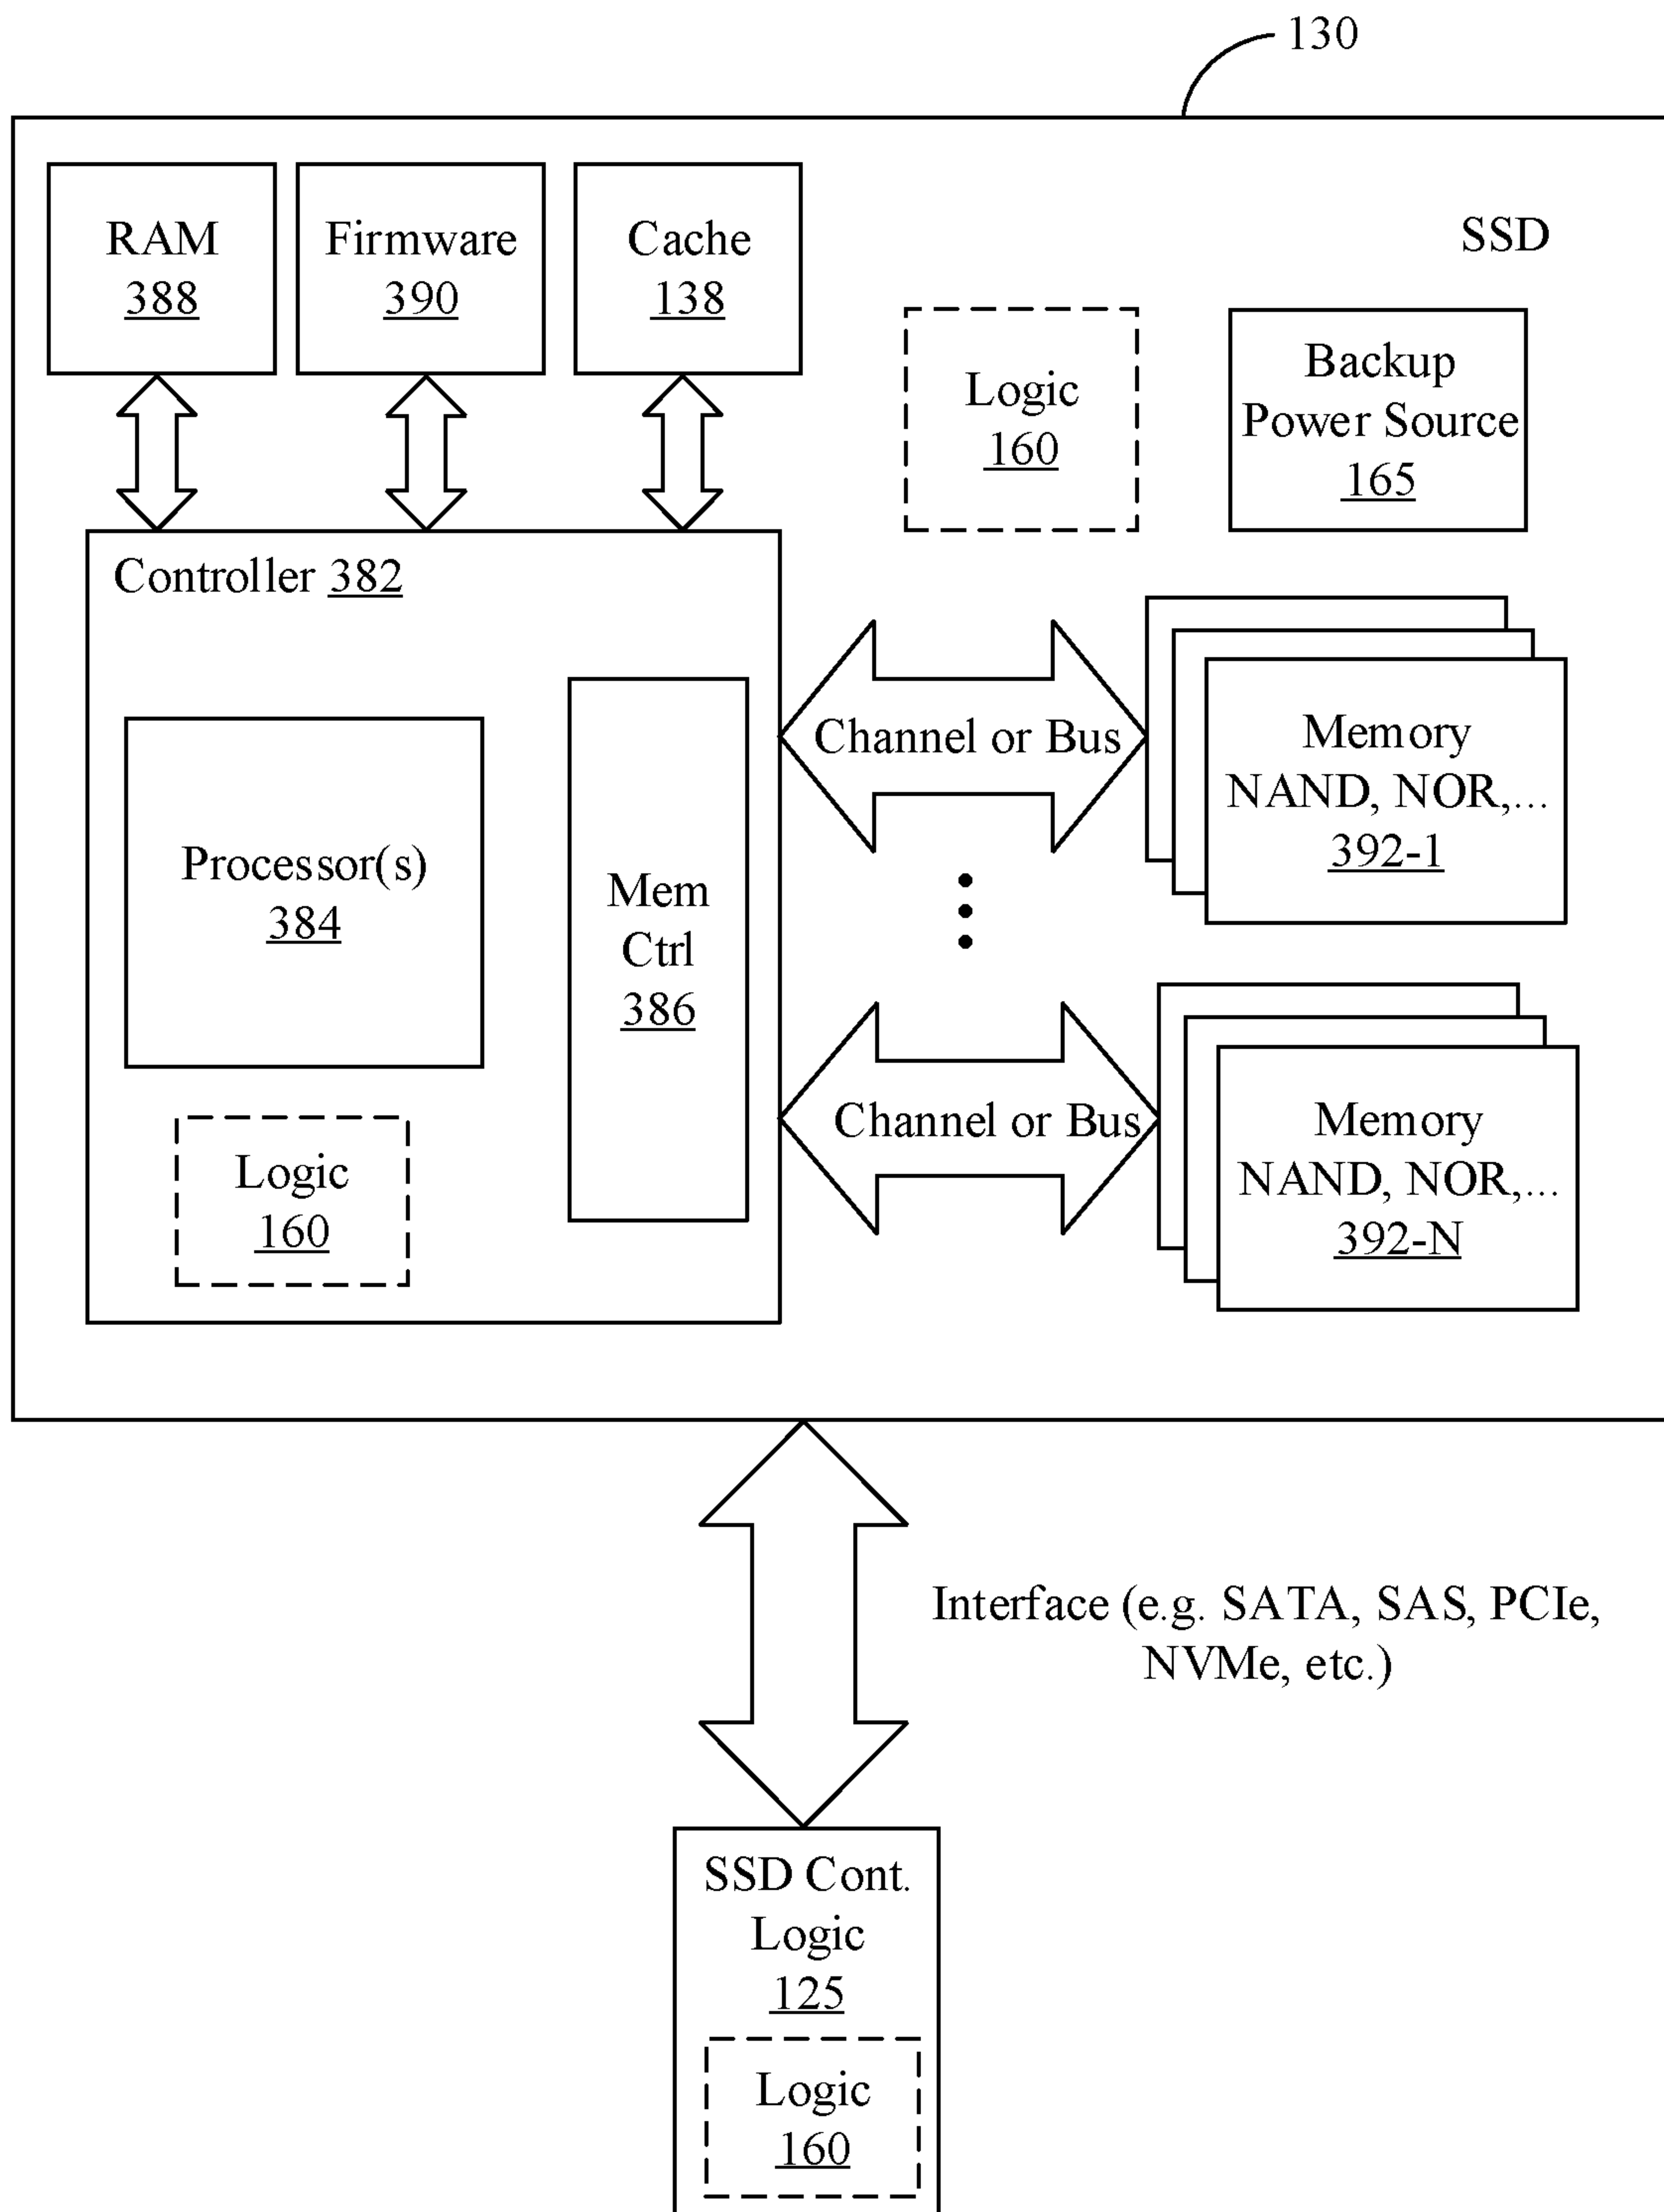 130
RAM
388
Firmware
390
Cache
138
SSD
Logic
160
Backup
Power Source
165
Controller 382
Processor(s)
384
Mem
Ctrl
386
Logic
160
Channel or Bus
Memory
NAND, NOR,...
392-1
Channel or Bus
Memory
NAND, NOR,...
392-N
Interface (e.g. SATA, SAS, PCIe,
NVMe, etc.)
SSD Cont.
Logic
125
Logic
160